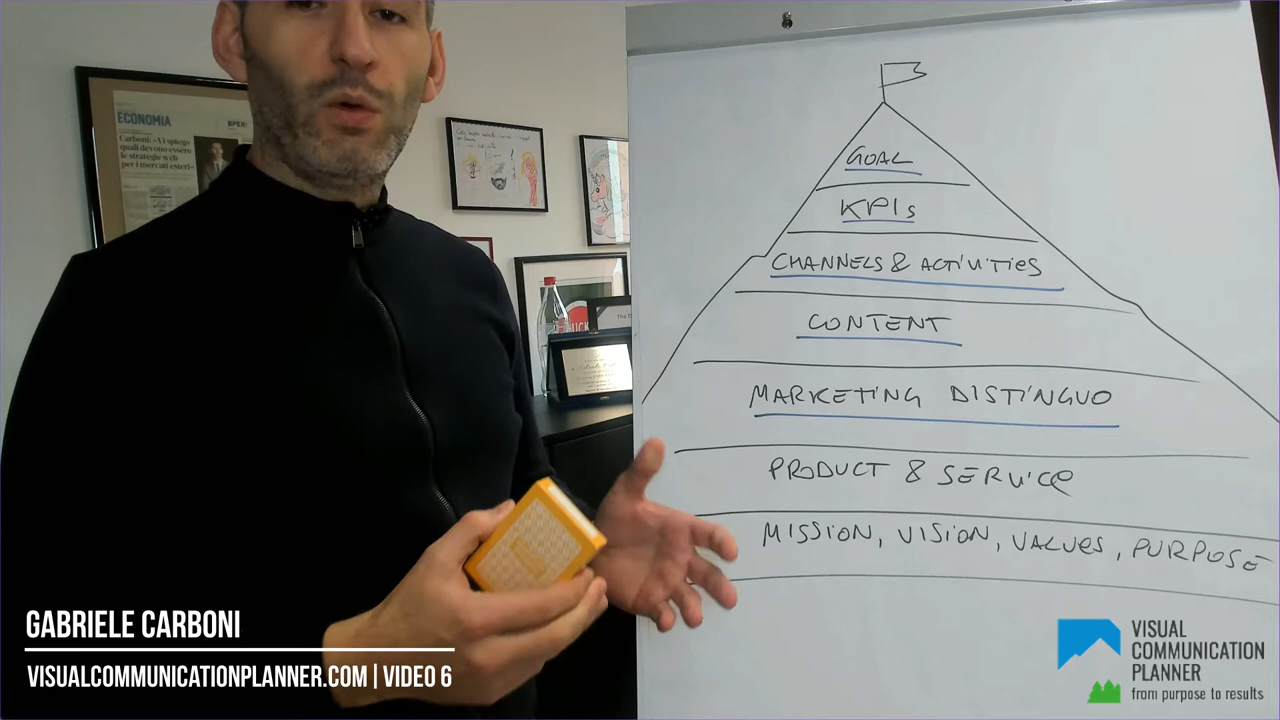 ECONOMIA
Carboni: «Vi spiego
quali devono essere
le strategie web
per i mercati esteri»
GOAL
KPIs
CHANNELS & ACTIVITIES
CONTENT
MARKETING DISTINGUO
PRODUCT & SERVICE
MISSION, VISION, VALUES, PURPOSE
GABRIELE CARBONI
VISUALCOMMUNICATIONPLANNER.COM | VIDEO 6
VISUAL
COMMUNICATION
PLANNER
from purpose to results